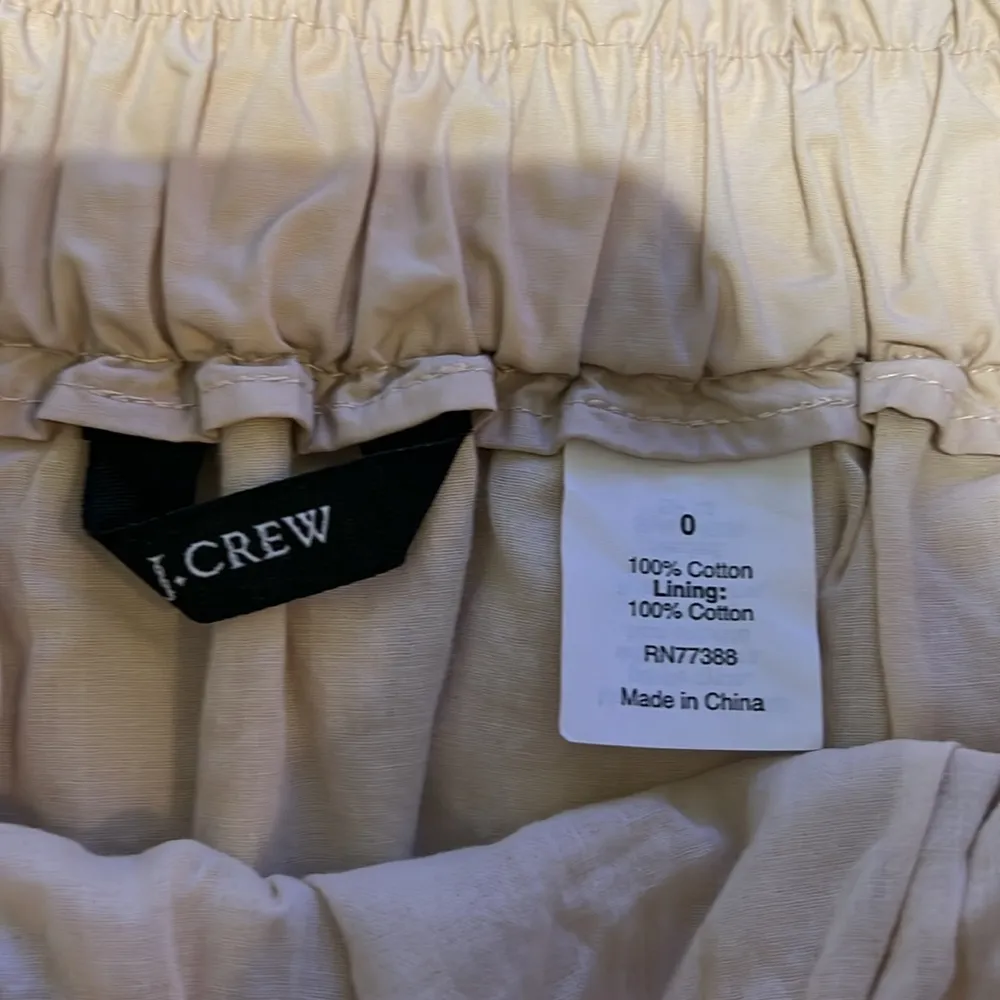 J.CREW
0
100% Cotton
Lining:
100% Cotton
RN77388
Made in China